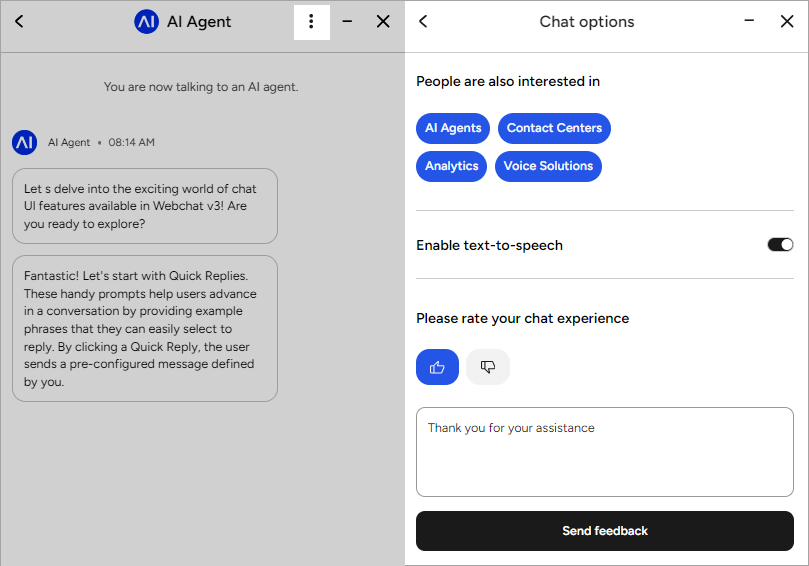 AI Agent
You are now talking to an AI agent.
AI Agent • 08:14 AM
Let s delve into the exciting world of chat
UI features available in Webchat v3! Are
you ready to explore?
Fantastic! Let's start with Quick Replies.
These handy prompts help users advance
in a conversation by providing example
phrases that they can easily select to
reply. By clicking a Quick Reply, the user
sends a pre-configured message defined
by you.
Chat options
People are also interested in
AI Agents
Contact Centers
Analytics
Voice Solutions
Enable text-to-speech
Please rate your chat experience
Thank you for your assistance
Send feedback